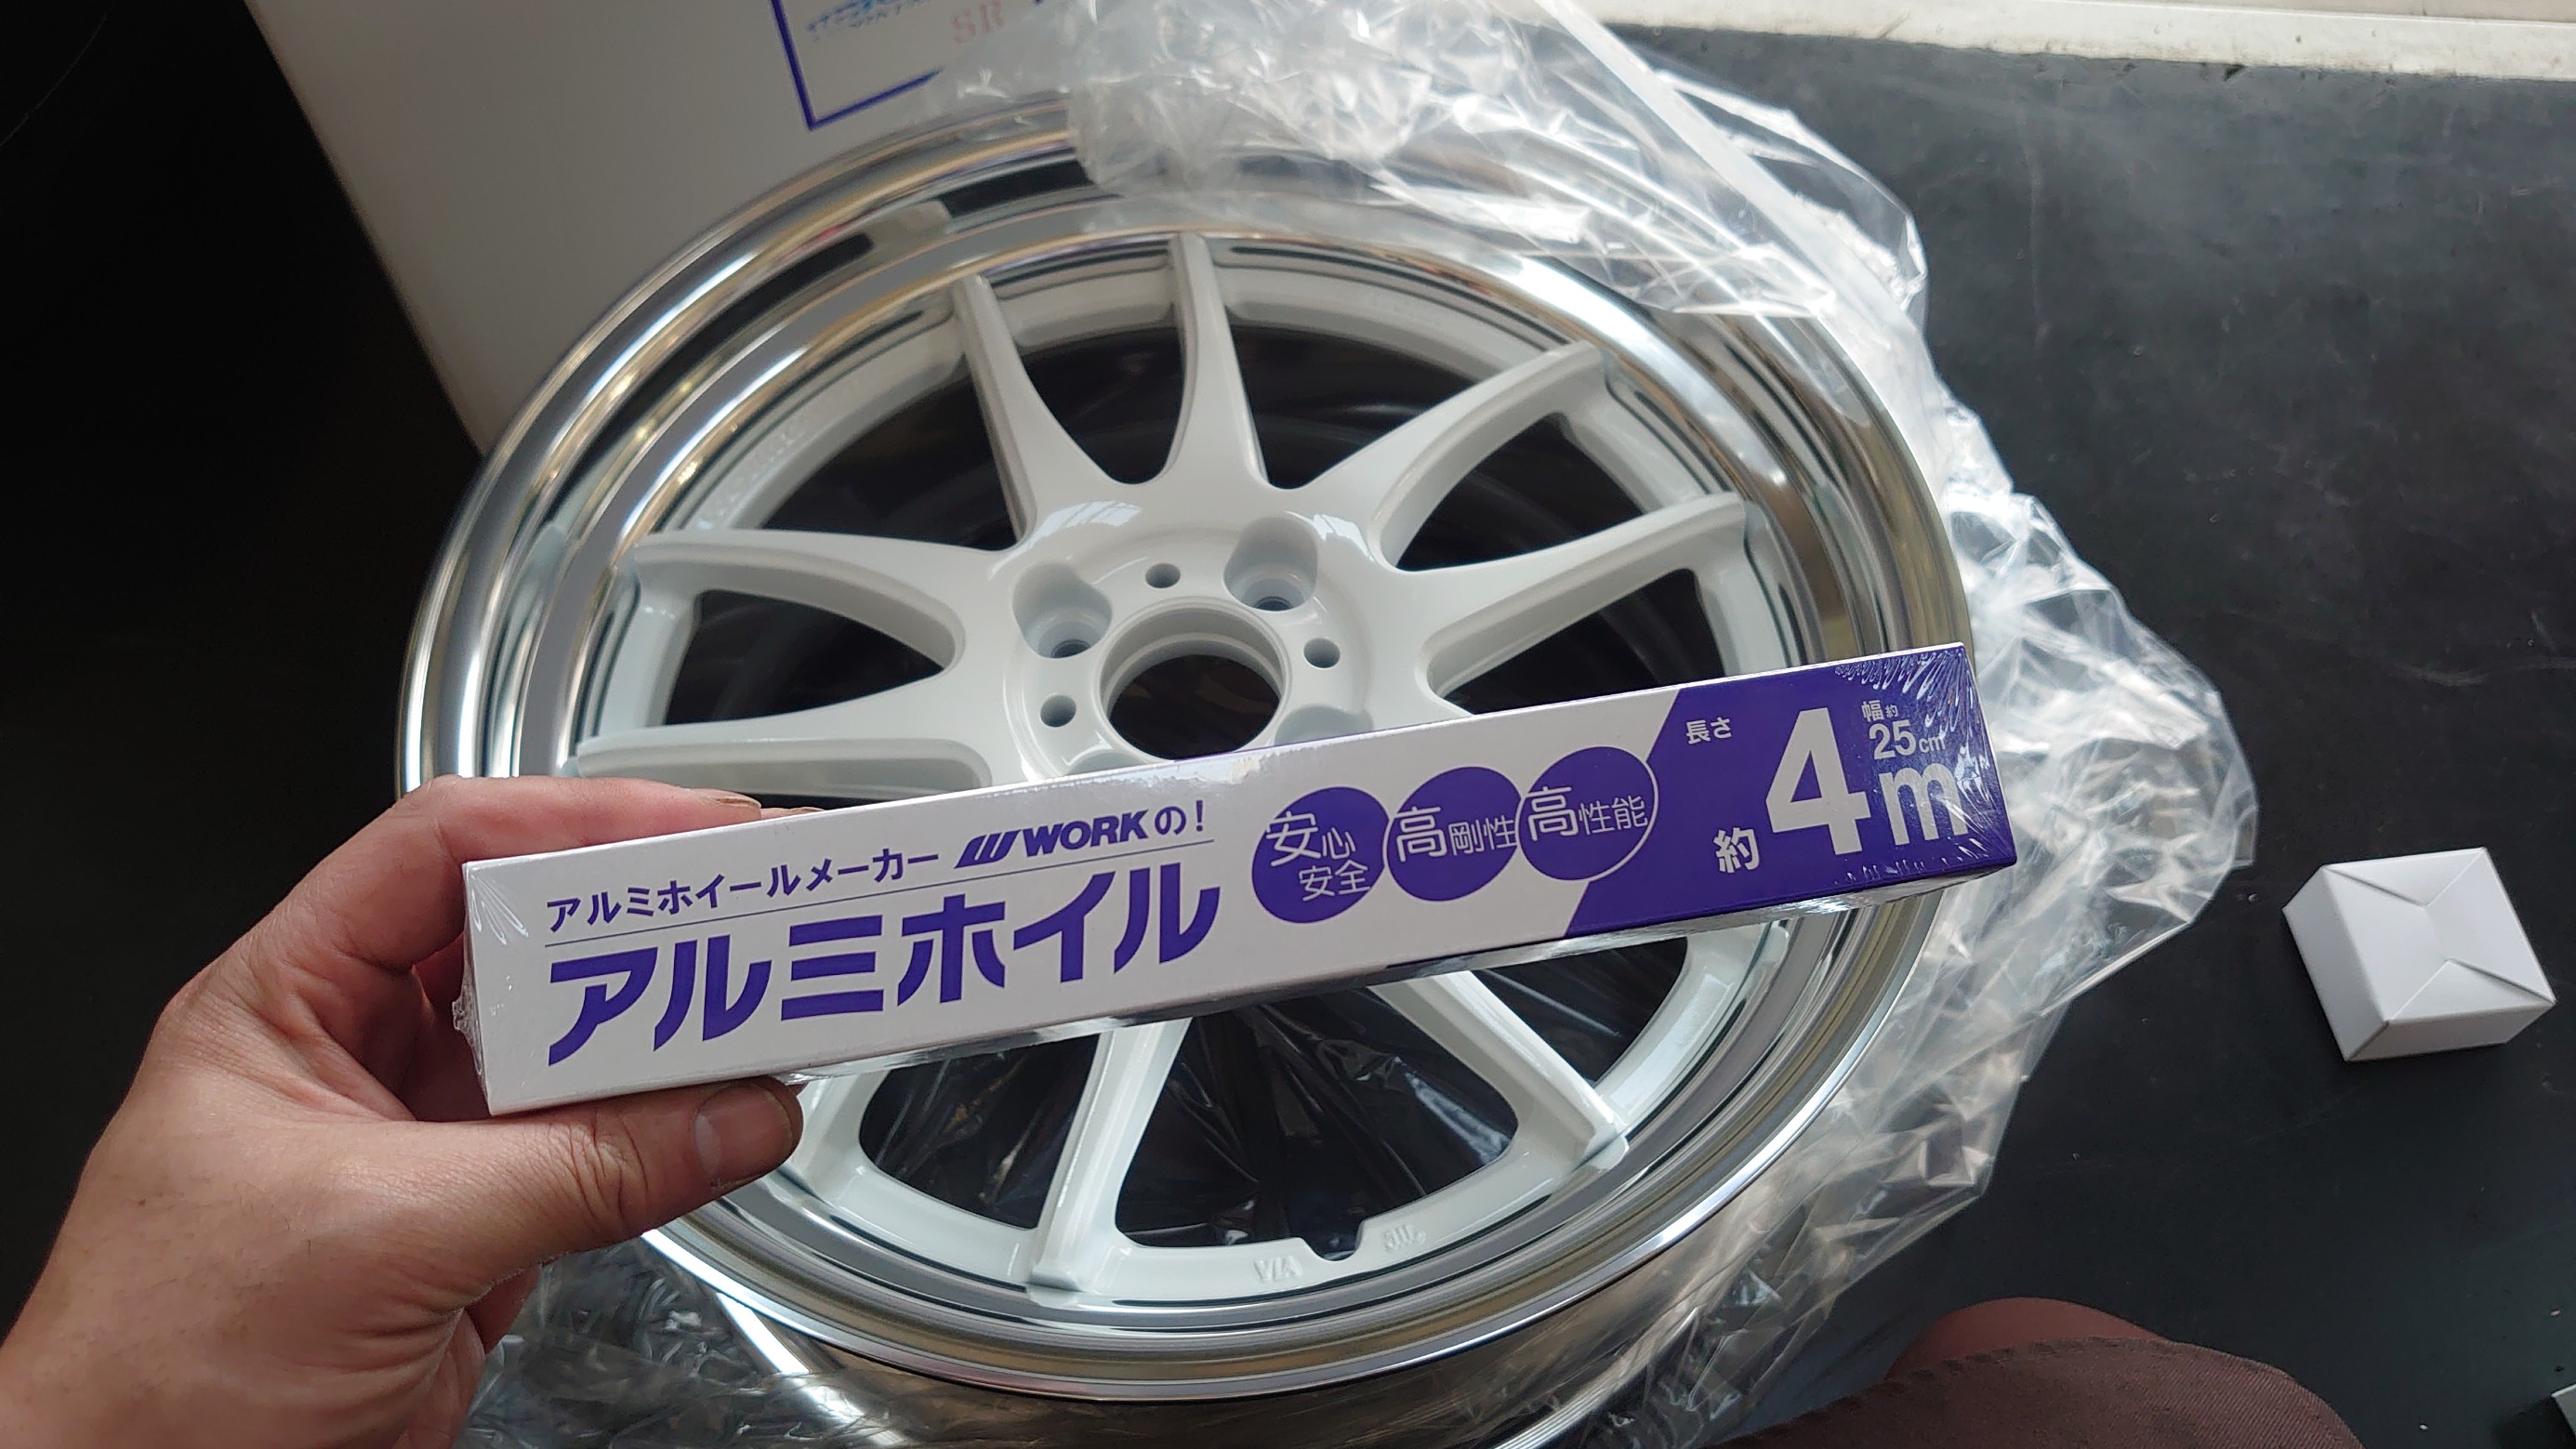 SR
アルミホイールメーカー WORKの!
アルミホイル
安心
安全
高剛性
高性能
長さ
約4m
幅約
25cm